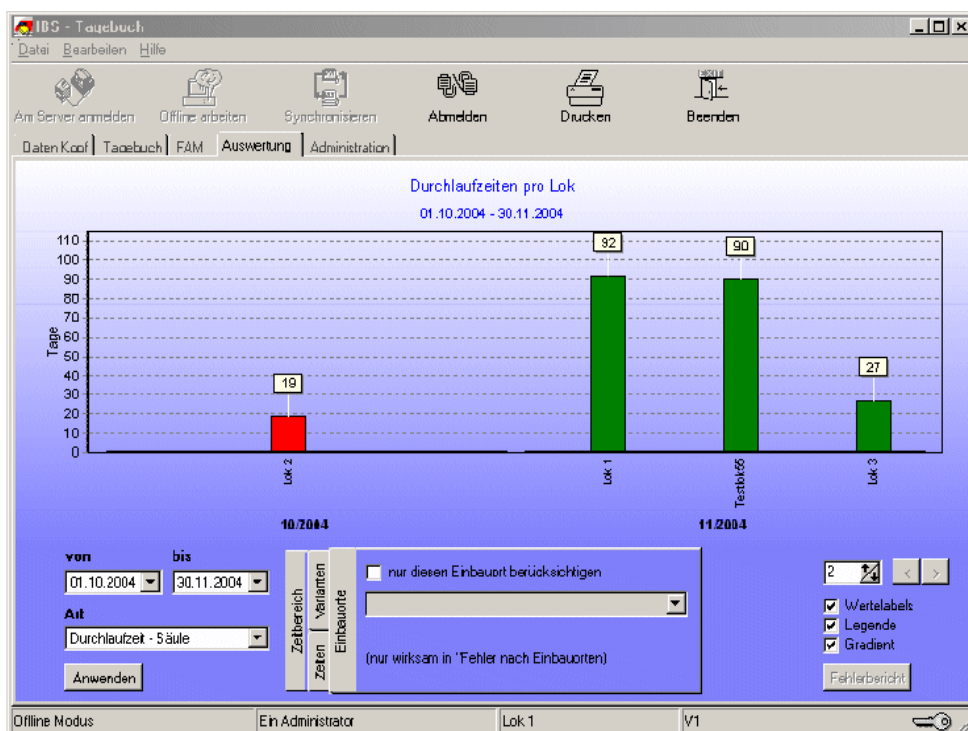 IBS - Tagebuch
Datei Bearbeiten Hilfe
Am Server anmelden Offline arbeiten Synchronisieren Abmelden Drucken EXIT Beenden
Daten Kopf Tagebuch FAM Auswertung Administration
Durchlaufzeiten pro Lok
01.10.2004 - 30.11.2004
Tage
110
100
90
80
70
60
50
40
30
20
10
0
19
92
90
27
Lok 2
Lok 1
Testlok55
Lok 3
10/2004
11/2004
von bis
01.10.2004 30.11.2004
Art
Durchlaufzeit - Säule
Anwenden
Zeitbereich
Zeiten Varianten
Einbauorte
nur diesen Einbauort berücksichtigen
(nur wirksam in "Fehler nach Einbauorten)
2 < >
Wertelabels
Legende
Gradient
Fehlerbericht
Offline Modus Ein Administrator Lok 1 V1